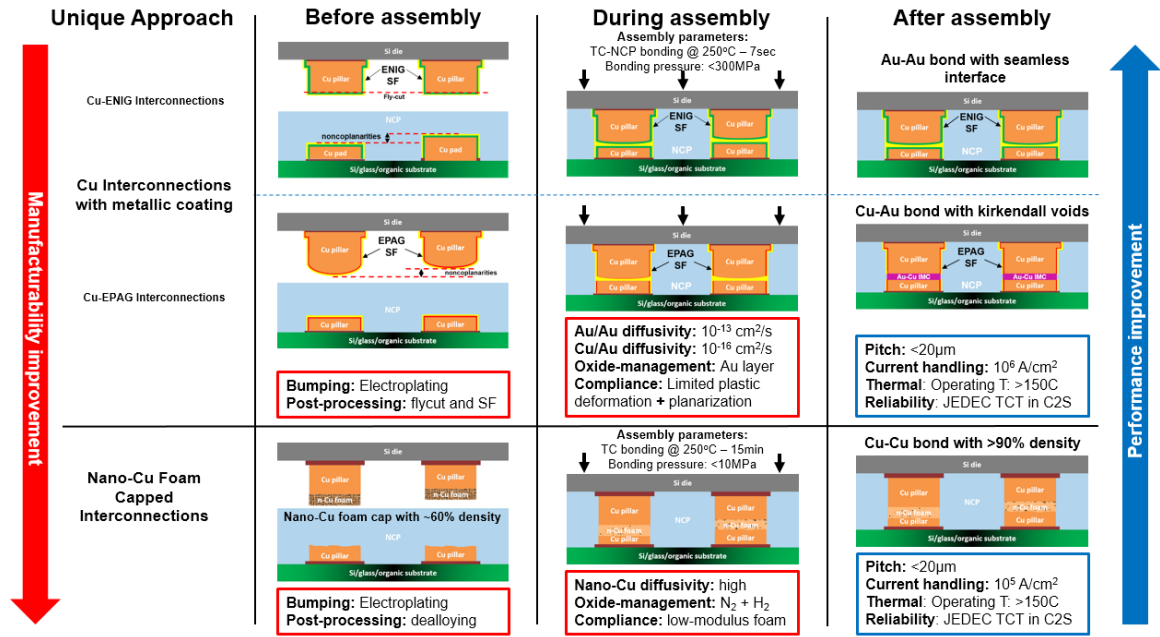 Unique Approach
Before assembly
During assembly
After assembly
Manufacturability improvement
Performance improvement
Cu-ENIG Interconnections
Cu Interconnections
with metallic coating
Cu-EPAG Interconnections
Si die
Cu pillar
ENIG
SF
Cu pillar
Fly-cut
NCP
noncoplanarities
Cu pad
Cu pad
Si/glass/organic substrate
Assembly parameters:
TC-NCP bonding @ 250ºC – 7sec
Bonding pressure: <300MPa
Si die
Cu pillar
ENIG
SF
Cu pillar
Cu pillar
NCP
Cu pillar
Si/glass/organic substrate
Au-Au bond with seamless
interface
Si die
Cu pillar
ENIG
SF
Cu pillar
Cu pillar
NCP
Cu pillar
Si/glass/organic substrate
Si die
Cu pillar
EPAG
SF
Cu pillar
noncoplanarities
NCP
Cu pillar
Cu pillar
Si/glass/organic substrate
Bumping: Electroplating
Post-processing: flycut and SF
Si die
Cu pillar
EPAG
SF
Cu pillar
Cu pillar
NCP
Cu pillar
Si/glass/organic substrate
Au/Au diffusivity: 10-13 cm2/s
Cu/Au diffusivity: 10-16 cm2/s
Oxide-management: Au layer
Compliance: Limited plastic
deformation + planarization
Cu-Au bond with kirkendall voids
Si die
Cu pillar
EPAG
SF
Cu pillar
Au-Cu IMC
Au-Cu IMC
Cu pillar
NCP
Cu pillar
Si/glass/organic substrate
Pitch: <20µm
Current handling: 106 A/cm2
Thermal: Operating T: >150C
Reliability: JEDEC TCT in C2S
Nano-Cu Foam
Capped
Interconnections
Si die
Cu pillar
Cu pillar
n-Cu foam
n-Cu foam
Nano-Cu foam cap with ~60% density
NCP
Cu pillar
Cu pillar
Si/glass/organic substrate
Bumping: Electroplating
Post-processing: dealloying
Assembly parameters:
TC bonding @ 250ºC – 15min
Bonding pressure: <10MPa
Si die
Cu pillar
Cu pillar
n-Cu foam
NCP
n-Cu foam
Cu pillar
Cu pillar
Si/glass/organic substrate
Nano-Cu diffusivity: high
Oxide-management: N2 + H2
Compliance: low-modulus foam
Cu-Cu bond with >90% density
Si die
Cu pillar
Cu pillar
n-Cu foam
NCP
n-Cu foam
Cu pillar
Cu pillar
Si/glass/organic substrate
Pitch: <20µm
Current handling: 105 A/cm2
Thermal: Operating T: >150C
Reliability: JEDEC TCT in C2S